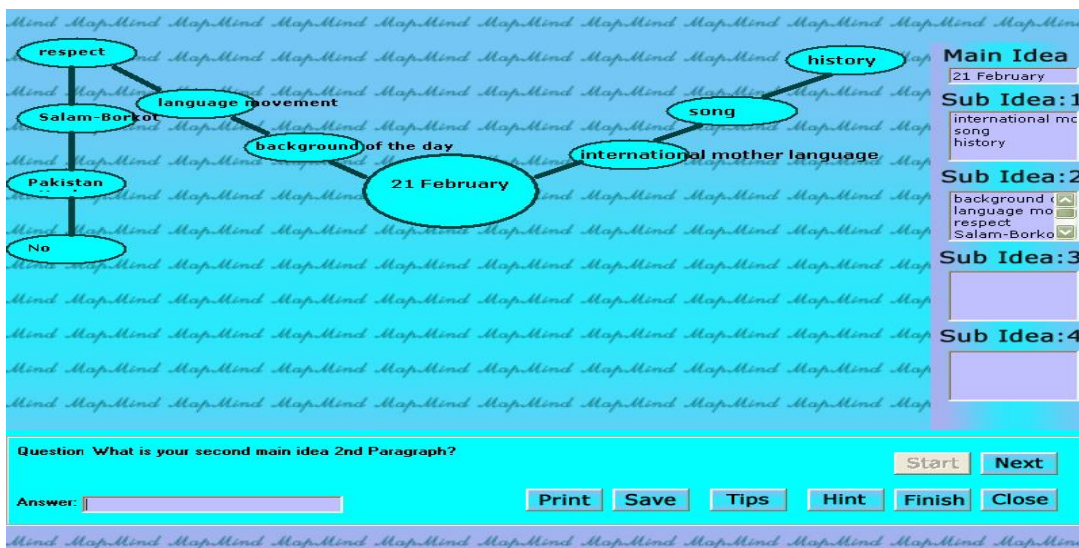 respect
language movement
Salam-Borkot
background of the day
Pakistan
No
21 February
international mother language
song
history
Main Idea
21 February
Sub Idea:1
international mo
song
history
Sub Idea:2
background
language mo
respect
Salam-Borko
Sub Idea:3
Sub Idea:4
Question What is your second main idea 2nd Paragraph?
Start Next
Answer:
Print Save Tips Hint Finish Close